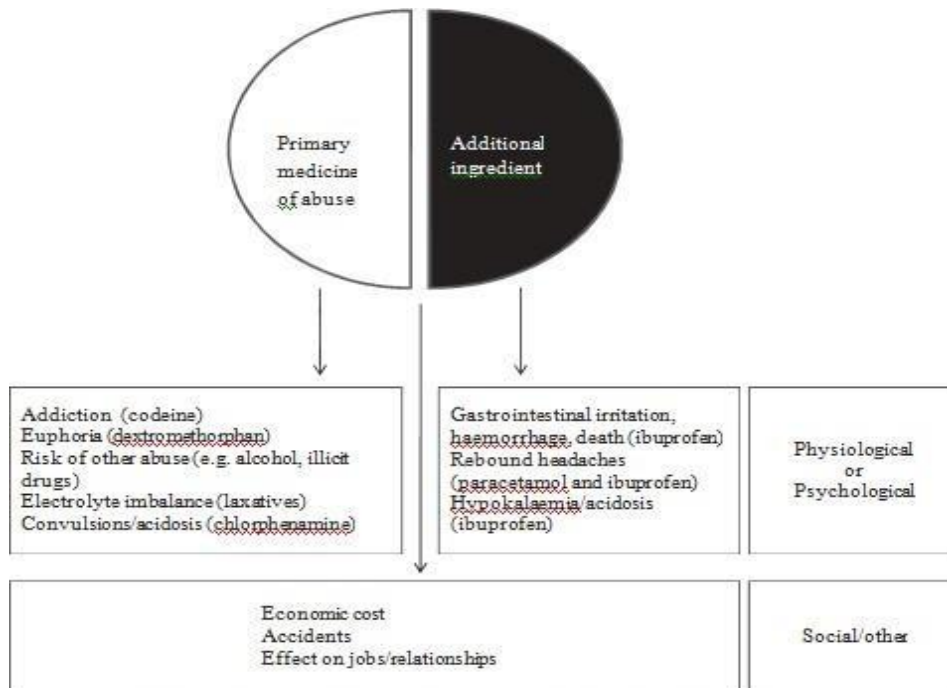 Primary
medicine
of abuse
Additional
ingredient
Addiction (codeine)
Euphoria (dextromethorphan)
Risk of other abuse (e.g. alcohol, illicit
drugs)
Electrolyte imbalance (laxatives)
Convulsions/acidosis (chlorphenamine)
Gastrointestinal irritation,
haemorrhage, death (ibuprofen)
Rebound headaches
(paracetamol and ibuprofen)
Hypokalaemia/acidosis
(ibuprofen)
Physiological
or
Psychological
Economic cost
Accidents
Effect on jobs/relationships
Social/other